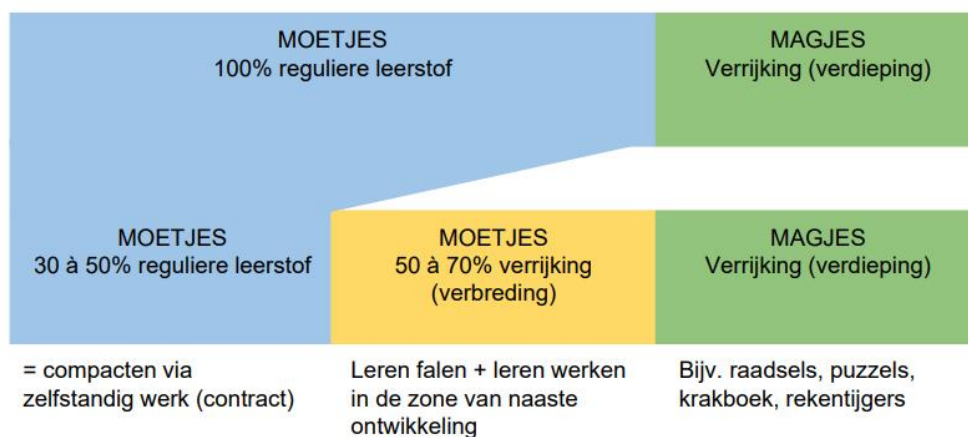 MOETJES
100% reguliere leerstof
MAGJES
Verrijking (verdieping)
MOETJES
30 à 50% reguliere leerstof
MOETJES
50 à 70% verrijking
(verbreding)
MAGJES
Verrijking (verdieping)
= compacten via
zelfstandig werk (contract)
Leren falen + leren werken
in de zone van naaste
ontwikkeling
Bijv. raadsels, puzzels,
krakboek, rekentijgers